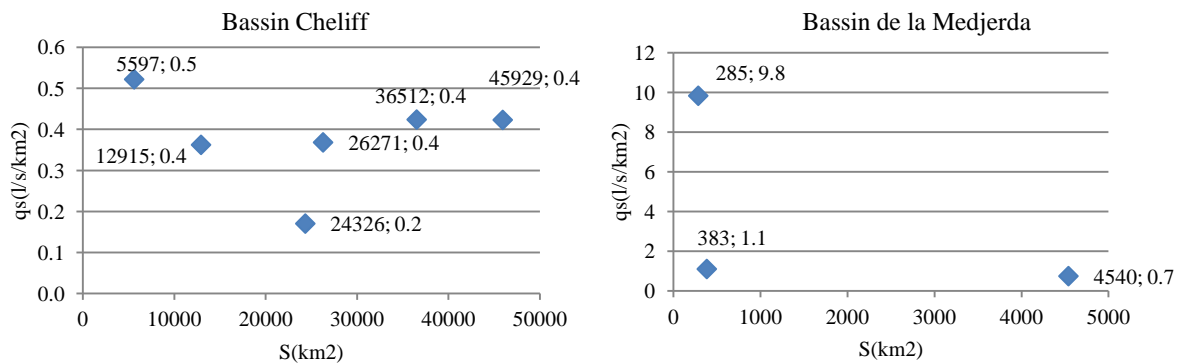 Bassin Cheliff
0.6
0.5
0.4
0.3
0.2
0.1
0.0
qs(l/s/km2)
5597; 0.5
12915; 0.4
36512; 0.4
45929; 0.4
26271; 0.4
24326; 0.2
0 10000 20000 30000 40000 50000
S(km2)
Bassin de la Medjerda
12
10
8
6
4
2
0
qs(l/s/km2)
285; 9.8
383; 1.1
4540; 0.7
0 1000 2000 3000 4000 5000
S(km2)